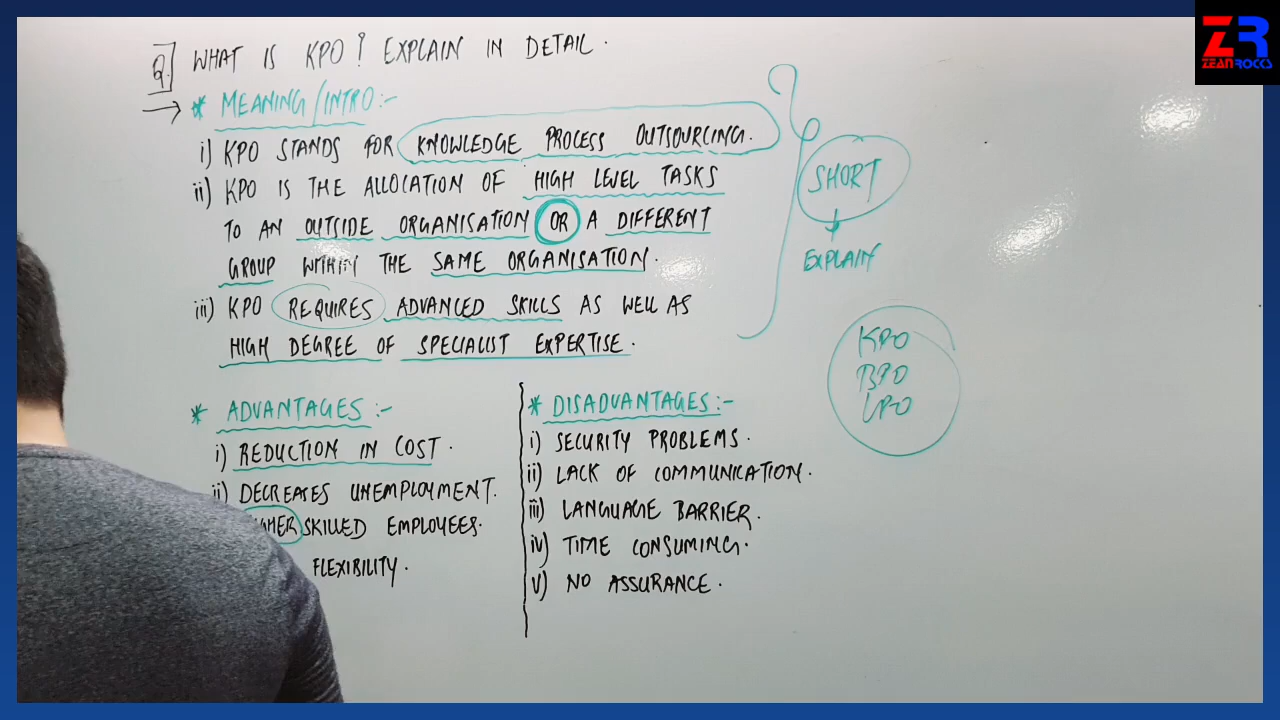 Q. WHAT IS KPO? EXPLAIN IN DETAIL.
* MEANING/INTRO:-
i) KPO STANDS FOR KNOWLEDGE PROCESS OUTSOURCING.
ii) KPO IS THE ALLOCATION OF HIGH LEVEL TASKS
TO AN OUTSIDE ORGANISATION OR A DIFFERENT
GROUP WITHIN THE SAME ORGANISATION.
iii) KPO REQUIRES ADVANCED SKILLS AS WELL AS
HIGH DEGREE OF SPECIALIST EXPERTISE.
SHORT
EXPLAIN
KPO
BPO
LPO
* ADVANTAGES:-
i) REDUCTION IN COST.
ii) DECREASES UNEMPLOYMENT.
SKILLED EMPLOYEES.
FLEXIBILITY.
* DISADVANTAGES:-
i) SECURITY PROBLEMS.
ii) LACK OF COMMUNICATION.
iii) LANGUAGE BARRIER.
iv) TIME CONSUMING.
v) NO ASSURANCE.
ZR
ZEAN ROCKS